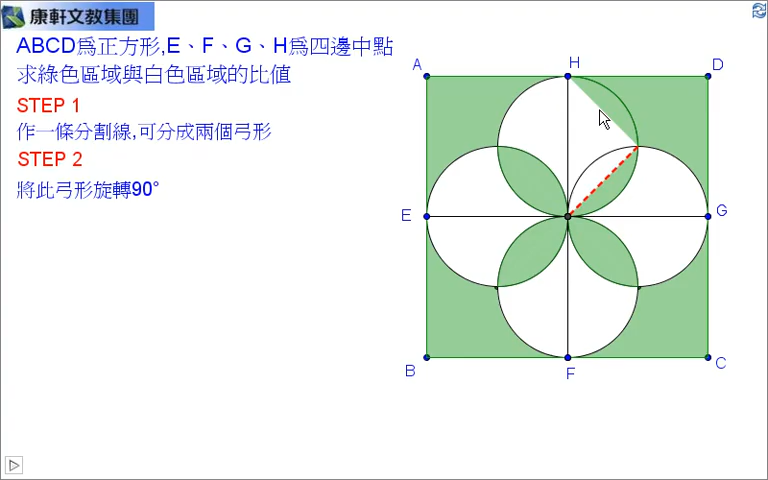 康軒文教集團
ABCD為正方形,E、F、G、H為四邊中點
求綠色區域與白色區域的比值
STEP 1
作一條分割線,可分成兩個弓形
STEP 2
將此弓形旋轉90°
A
H
D
E
G
B
F
C